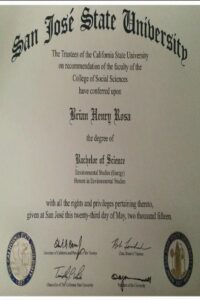 San José State University
The Trustees of the California State University
on recommendation of the faculty of the
College of Social Sciences
have conferred upon
Brian Henry Rosa
the degree of
Bachelor of Science
Environmental Studies (Energy)
Honors in Environmental Studies
with all the rights and privileges pertaining thereto,
given at San José this twenty-third day of May, two thousand fifteen.